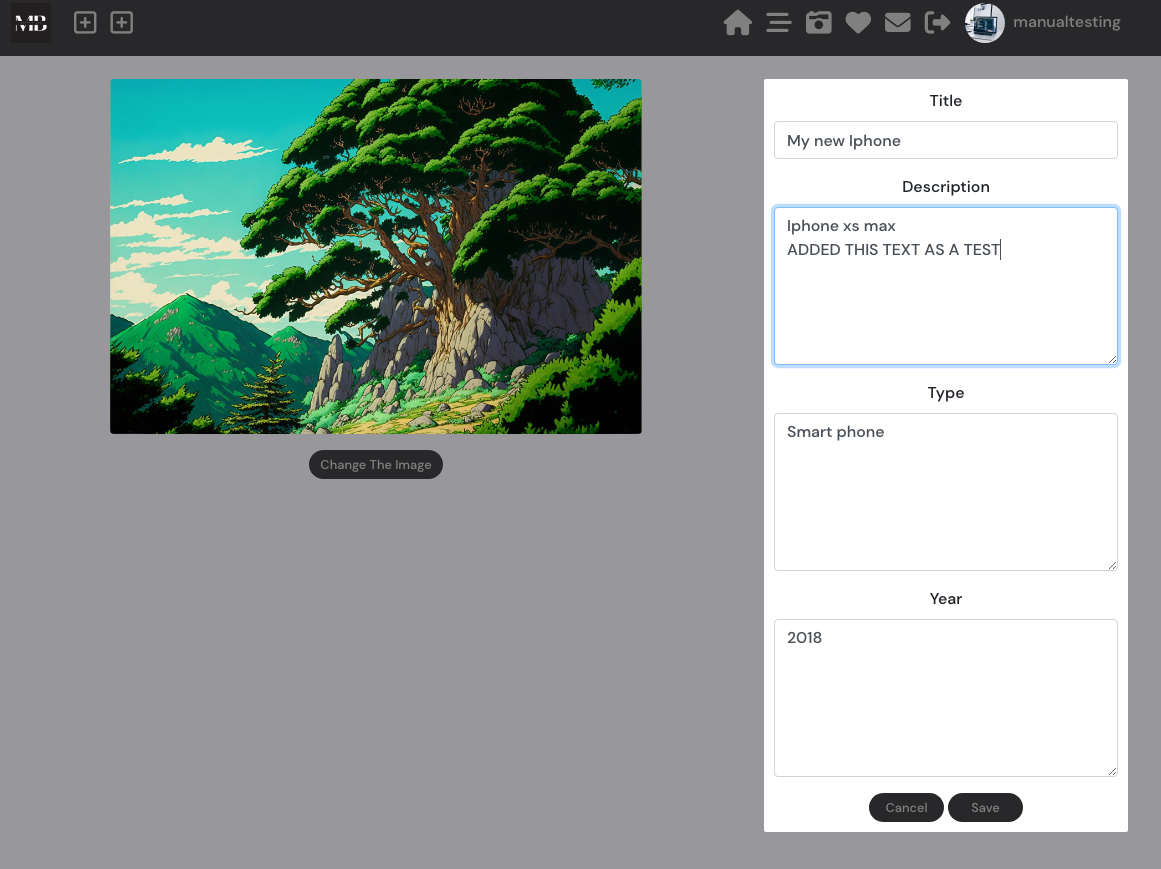 MD
manualtesting
Title
My new Iphone
Description
Iphone xs max
ADDED THIS TEXT AS A TEST
Change The Image
Type
Smart phone
Year
2018
Cancel Save